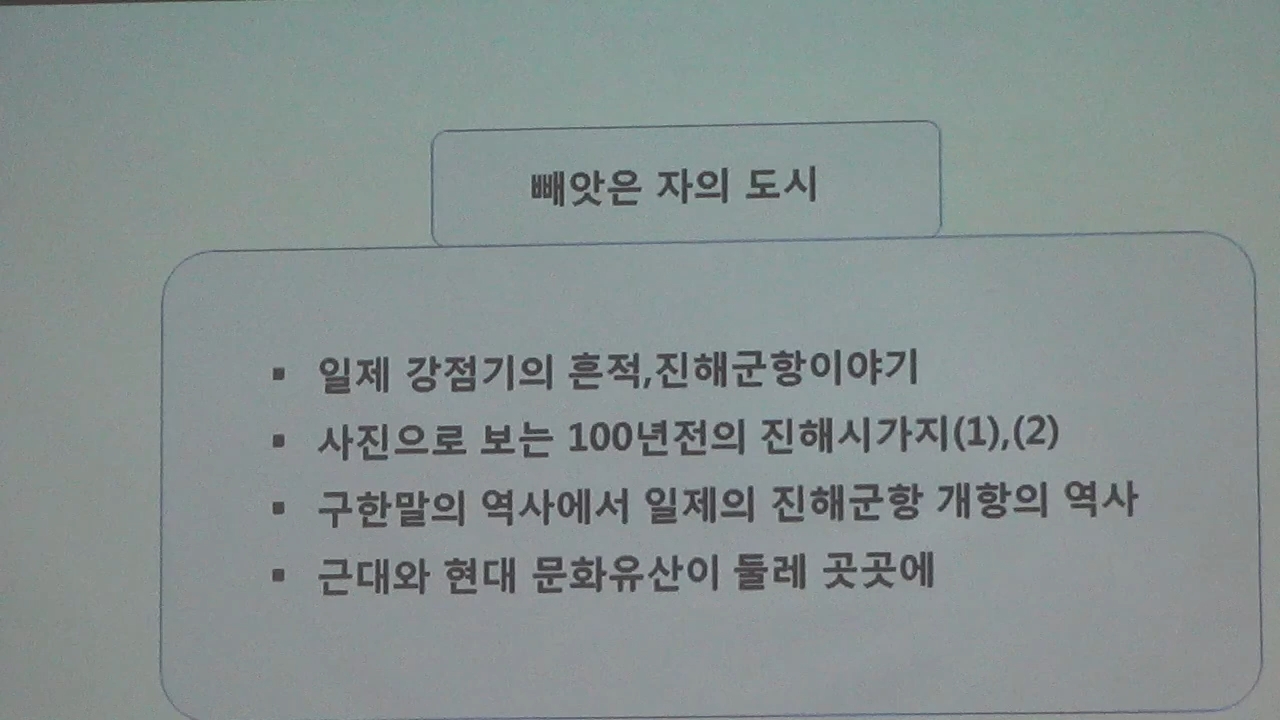 빼앗은 자의 도시
▪ 일제 강점기의 흔적,진해군항이야기
▪ 사진으로 보는 100년전의 진해시가지(1),(2)
▪ 구한말의 역사에서 일제의 진해군항 개항의 역사
▪ 근대와 현대 문화유산이 둘레 곳곳에